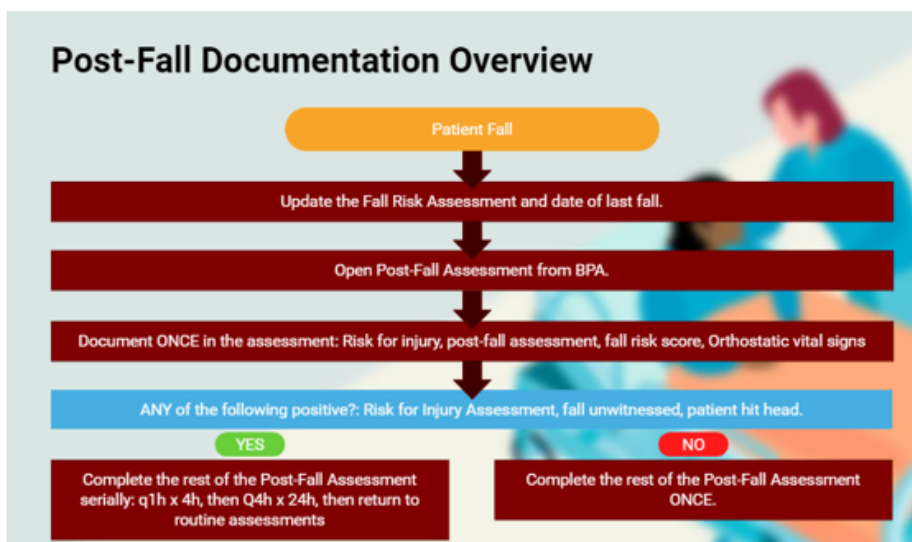 Post-Fall Documentation Overview
Patient Fall
Update the Fall Risk Assessment and date of last fall.
Open Post-Fall Assessment from BPA.
Document ONCE in the assessment: Risk for injury, post-fall assessment, fall risk score, Orthostatic vital signs
ANY of the following positive?: Risk for Injury Assessment, fall unwitnessed, patient hit head.
YES
Complete the rest of the Post-Fall Assessment
serially: q1h x 4h, then Q4h x 24h, then return to
routine assessments
NO
Complete the rest of the Post-Fall Assessment
ONCE.